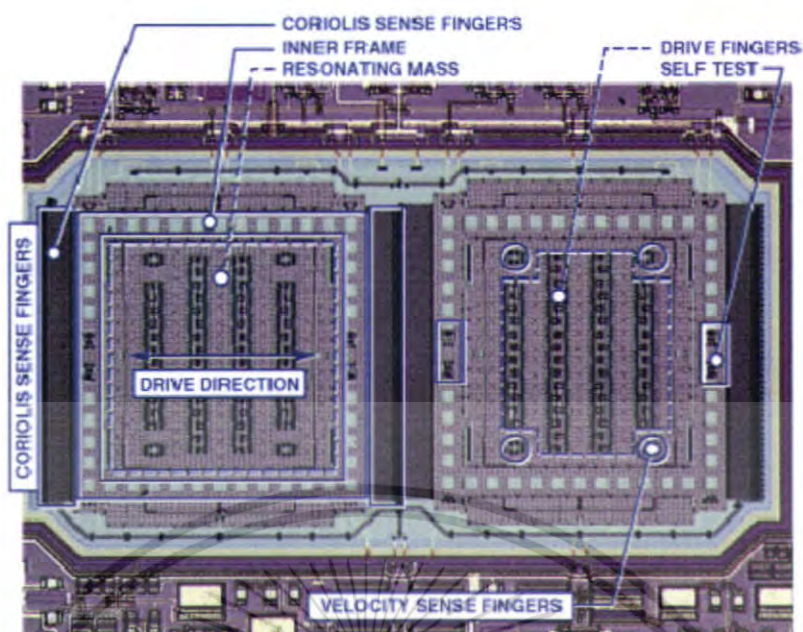 CORIOLIS SENSE FINGERS
INNER FRAME
RESONATING MASS
DRIVE FINGERS
SELF TEST
CORIOLIS SENSE FINGERS
DRIVE DIRECTION
VELOCITY SENSE FINGERS